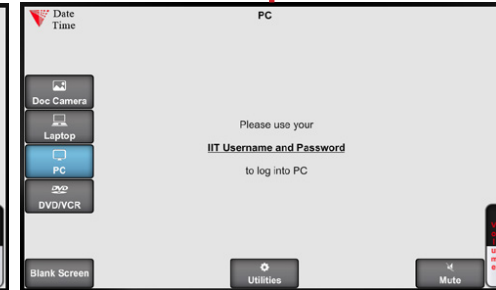 Date
Time
PC
Doc Camera
Laptop
PC
DVD
DVD/VCR
Please use your
IIT Username and Password
to log into PC
Blank Screen
Utilities
Mute